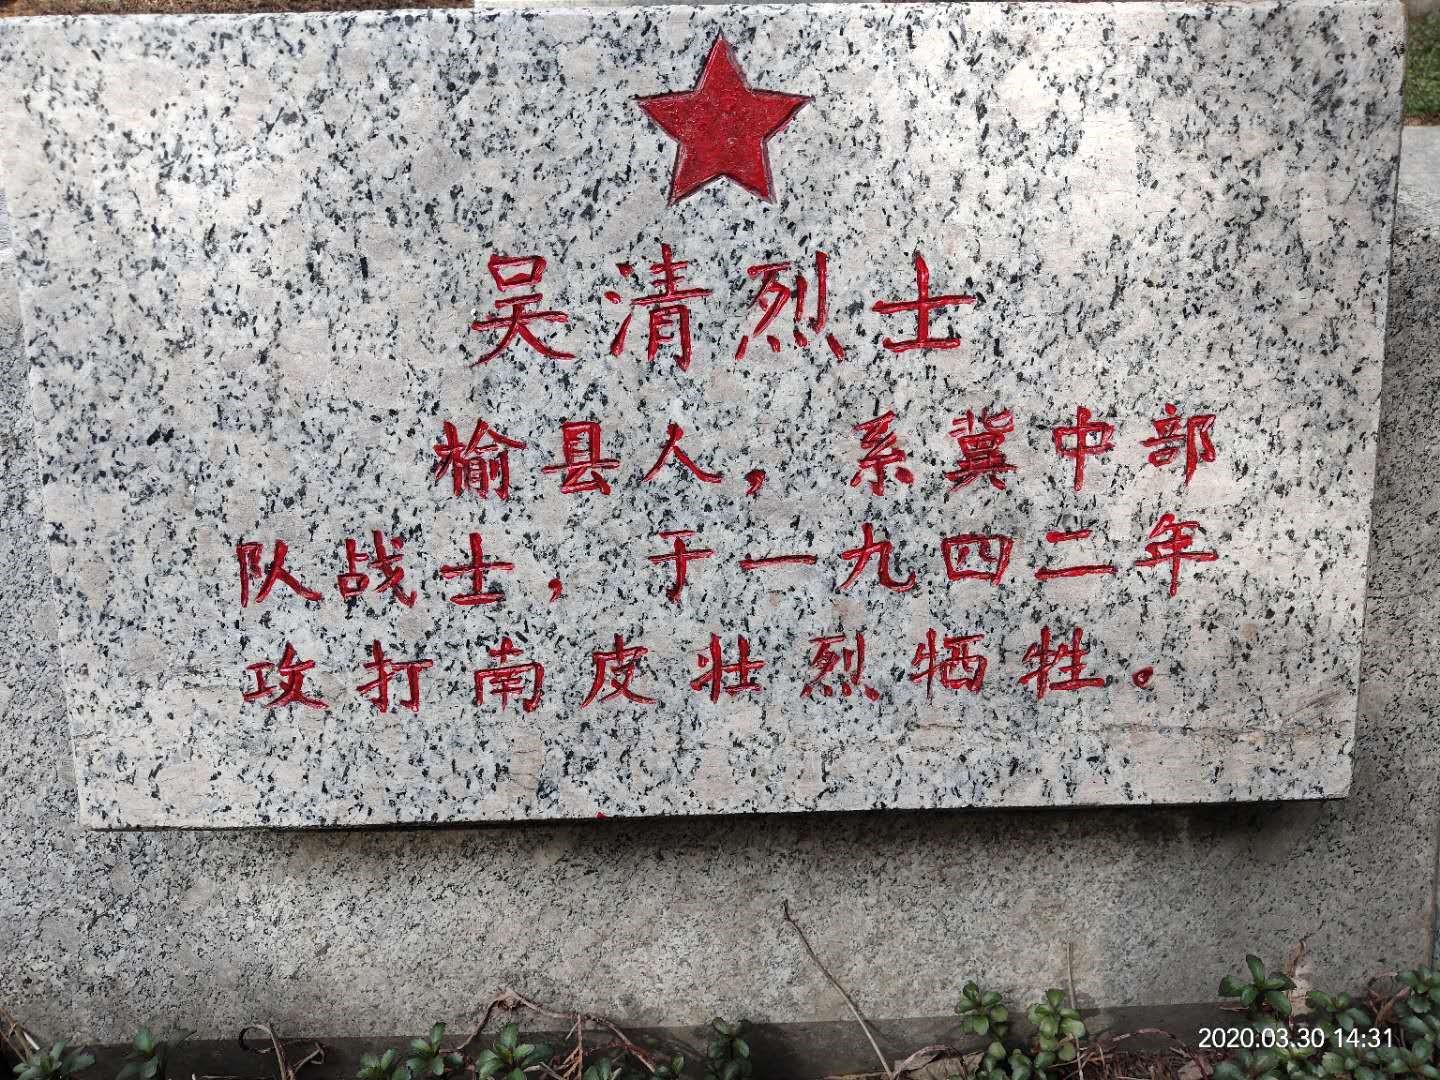 吴清烈士
榆县人，系冀中部
队战士，于一九四二年
攻打南皮壮烈牺牲。
2020.03.30 14:31